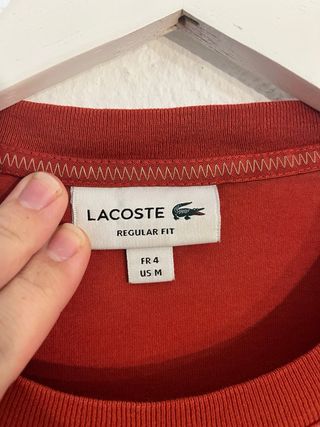 LACOSTE
REGULAR FIT
FR 4
US M